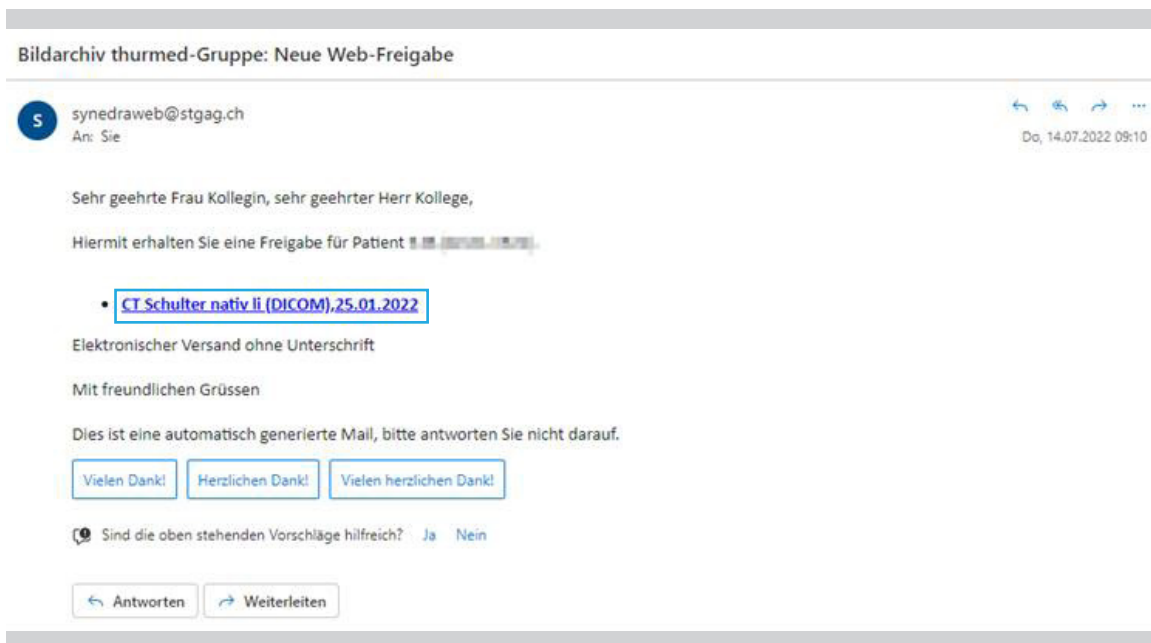 Bildarchiv thurmed-Gruppe: Neue Web-Freigabe
S
synedraweb@stgag.ch
An: Sie
Do, 14.07.2022 09:10
Sehr geehrte Frau Kollegin, sehr geehrter Herr Kollege,
Hiermit erhalten Sie eine Freigabe für Patient
• CT Schulter nativ li (DICOM),25.01.2022
Elektronischer Versand ohne Unterschrift
Mit freundlichen Grüssen
Dies ist eine automatisch generierte Mail, bitte antworten Sie nicht darauf.
Vielen Dank! Herzlichen Dank! Vielen herzlichen Dank!
Sind die oben stehenden Vorschläge hilfreich? Ja Nein
Antworten Weiterleiten